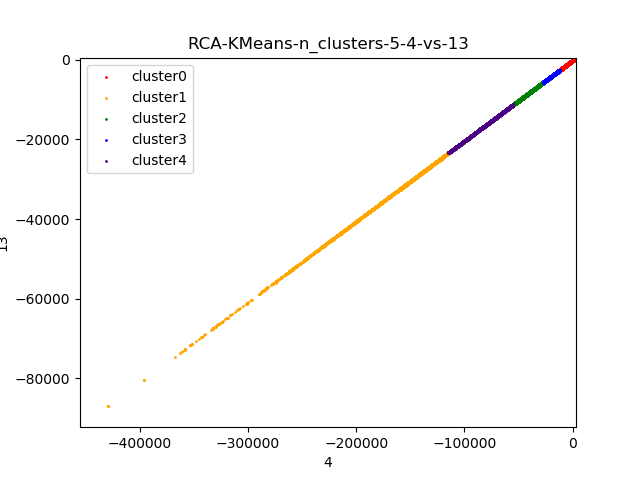 RCA-KMeans-n_clusters-5-4-vs-13
cluster0
cluster1
cluster2
cluster3
cluster4
0
−20000
−40000
−60000
−80000
13
−400000
−300000
−200000
−100000
0
4